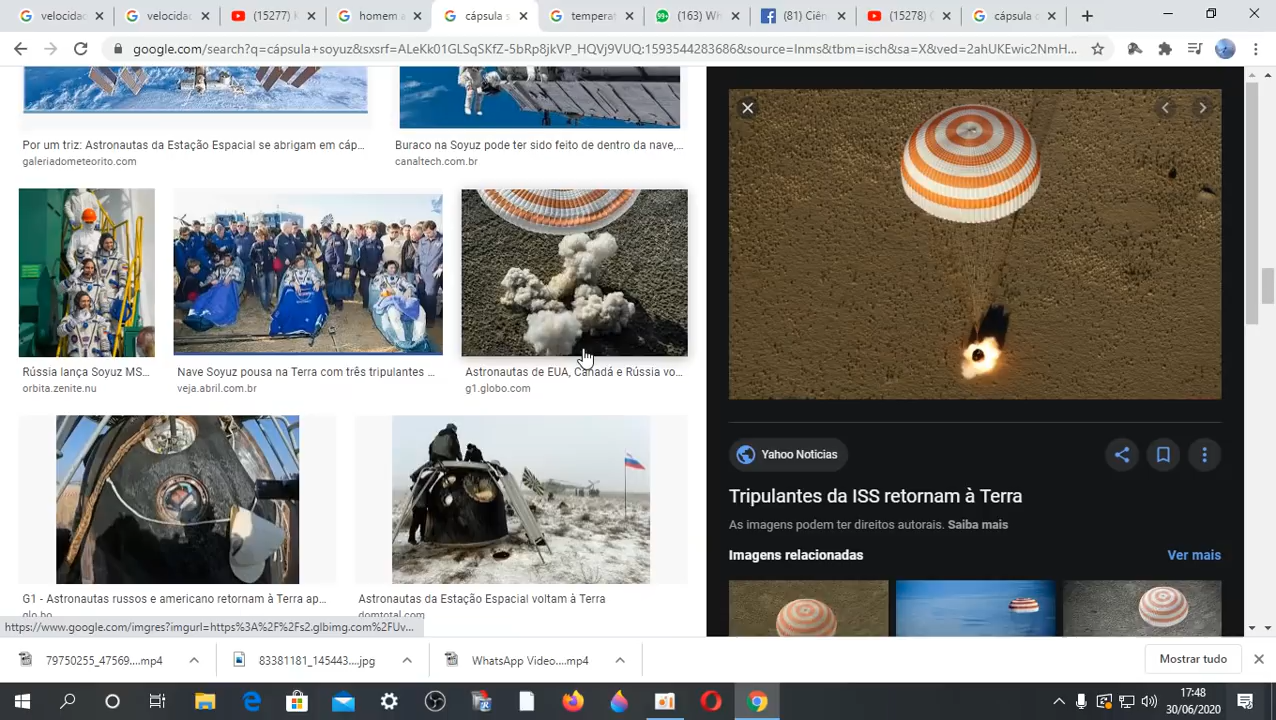 velocidad
velocidad
(15277) K
homem a
cápsula s
temperat
(163) Wh
(81) Ciên
(15278) C
cápsula d
google.com/search?q=cápsula+soyuz&sxsrf=ALeKk01GLSqSKfZ-5bRp8jkVP_HQVj9VUQ:1593544283686&source=lnms&tbm=isch&sa=X&ved=2ahUKEwic2NmH...
Por um triz: Astronautas da Estação Espacial se abrigam em cáp...
galeriadometeorito.com
Buraco na Soyuz pode ter sido feito de dentro da nave,...
canaltech.com.br
Rússia lança Soyuz MS...
orbita.zenite.nu
Nave Soyuz pousa na Terra com três tripulantes ...
veja.abril.com.br
Astronautas de EUA, Canadá e Rússia vo...
g1.globo.com
G1 - Astronautas russos e americano retornam à Terra ap...
glo.bo
Astronautas da Estação Espacial voltam à Terra
domtotal.com
Yahoo Noticias
Tripulantes da ISS retornam à Terra
As imagens podem ter direitos autorais. Saiba mais
Imagens relacionadas
Ver mais
https://www.google.com/imgres?imgurl=https%3A%2F%2Fs2.glbimg.com%2FUv...
79750255_47569....mp4
83381181_145443....jpg
WhatsApp Video....mp4
Mostrar tudo
17:48
30/06/2020